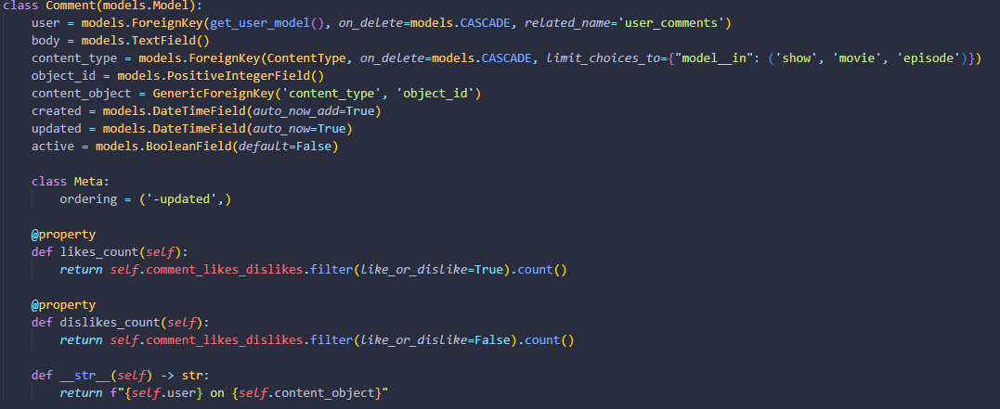 class Comment(models.Model):
    user = models.ForeignKey(get_user_model(), on_delete=models.CASCADE, related_name='user_comments')
    body = models.TextField()
    content_type = models.ForeignKey(ContentType, on_delete=models.CASCADE, limit_choices_to={"model__in": ('show', 'movie', 'episode')})
    object_id = models.PositiveIntegerField()
    content_object = GenericForeignKey('content_type', 'object_id')
    created = models.DateTimeField(auto_now_add=True)
    updated = models.DateTimeField(auto_now=True)
    active = models.BooleanField(default=False)

    class Meta:
        ordering = ('-updated',)

    @property
    def likes_count(self):
        return self.comment_likes_dislikes.filter(like_or_dislike=True).count()

    @property
    def dislikes_count(self):
        return self.comment_likes_dislikes.filter(like_or_dislike=False).count()

    def __str__(self) -> str:
        return f"{self.user} on {self.content_object}"